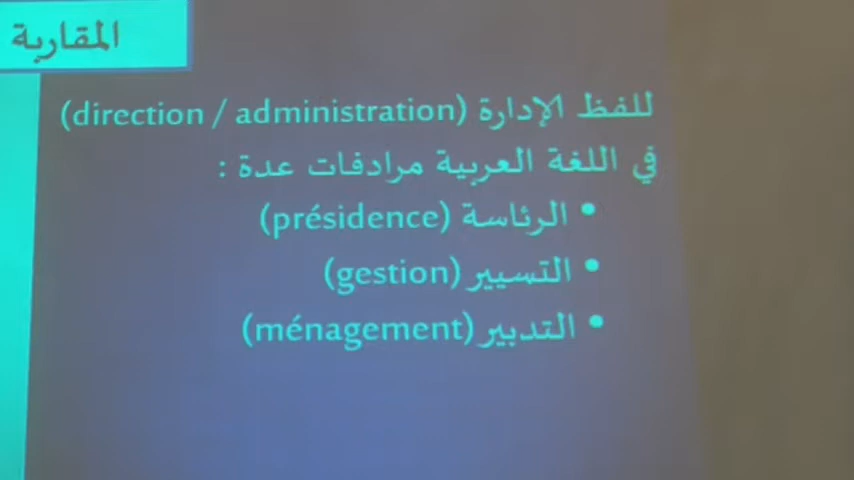 المقاربة
للفظ الإدارة (direction / administration)
في اللغة العربية مرادفات عدة :
• الرئاسة (présidence)
• التسيير (gestion)
• التدبير (ménagement)